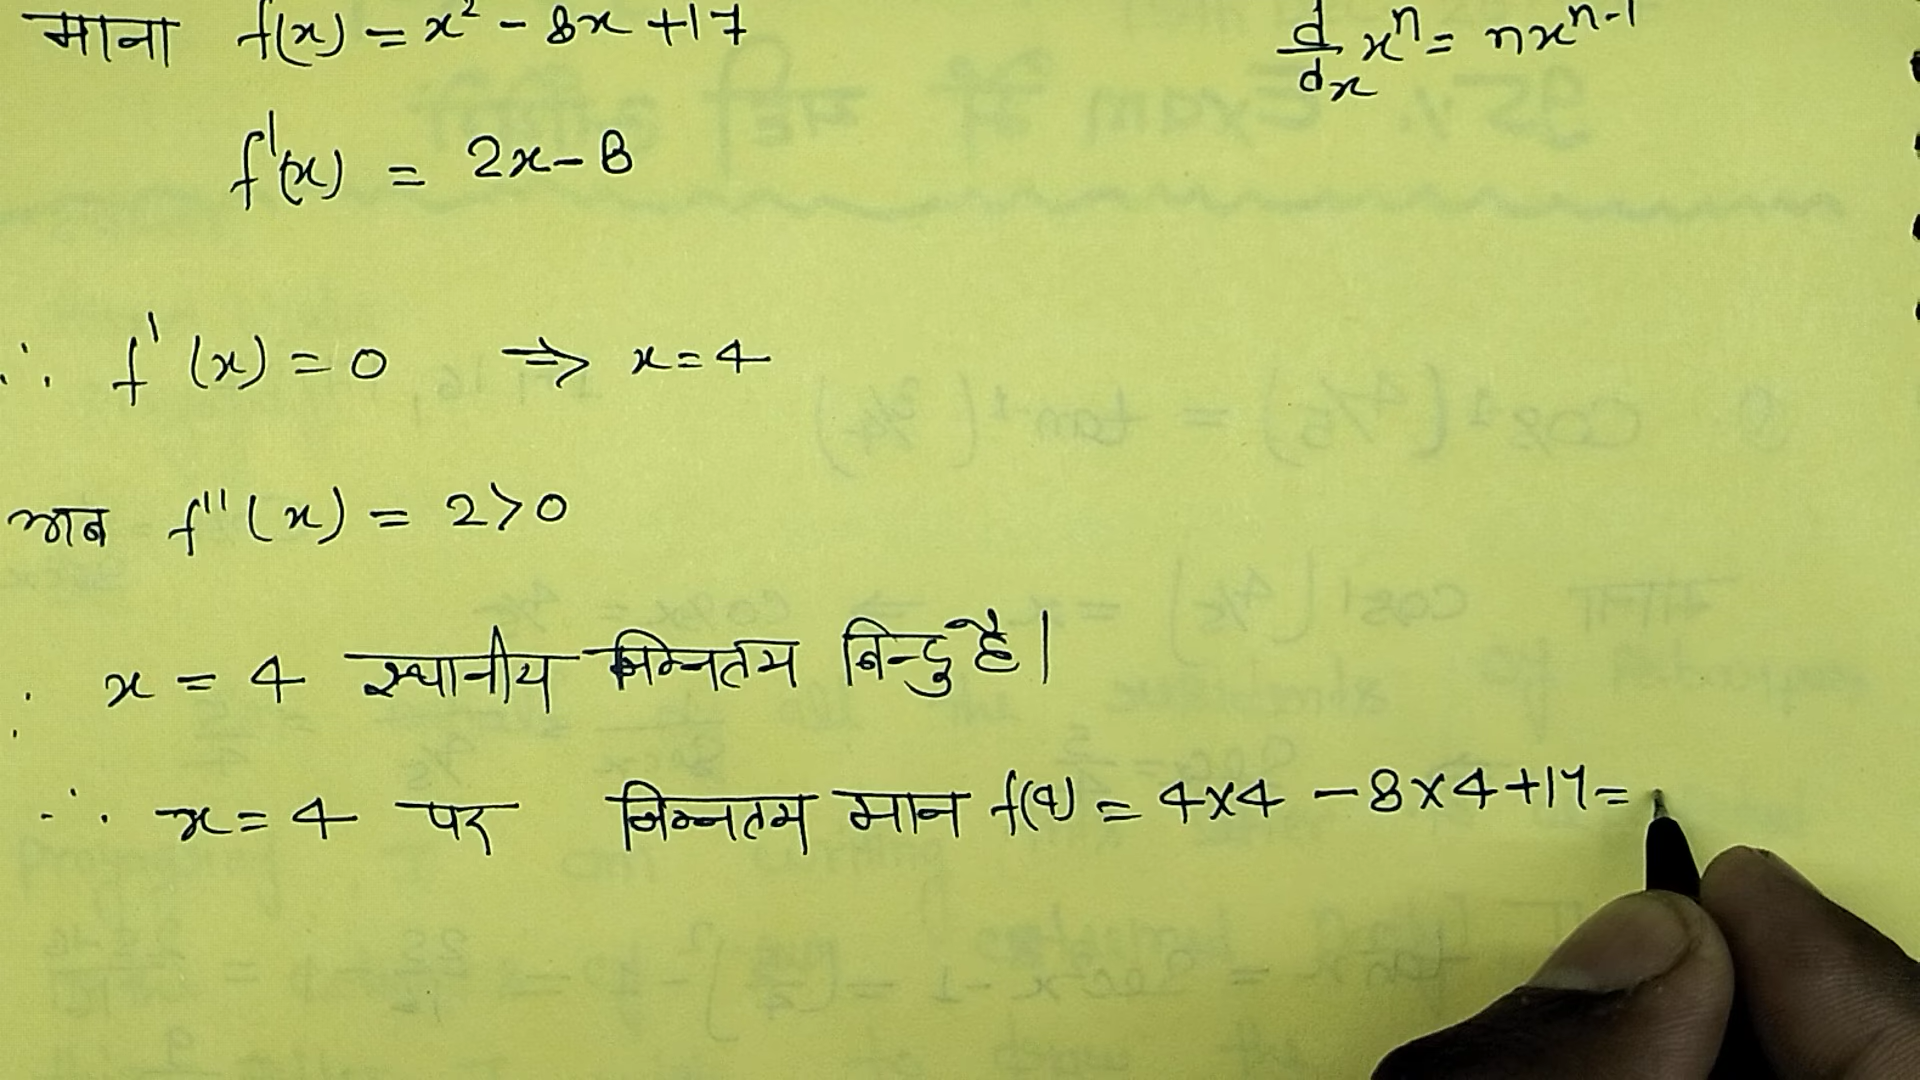 माना f(x) = x² - 8x + 17
d/dx xⁿ = nxⁿ⁻¹
f'(x) = 2x - 8
∴ f'(x) = 0 ⇒ x = 4
अब f''(x) = 2 > 0
∴ x = 4 स्थानीय निम्नतम बिन्दु है।
∴ x = 4 पर निम्नतम मान f(4) = 4×4 - 8×4 + 17 =